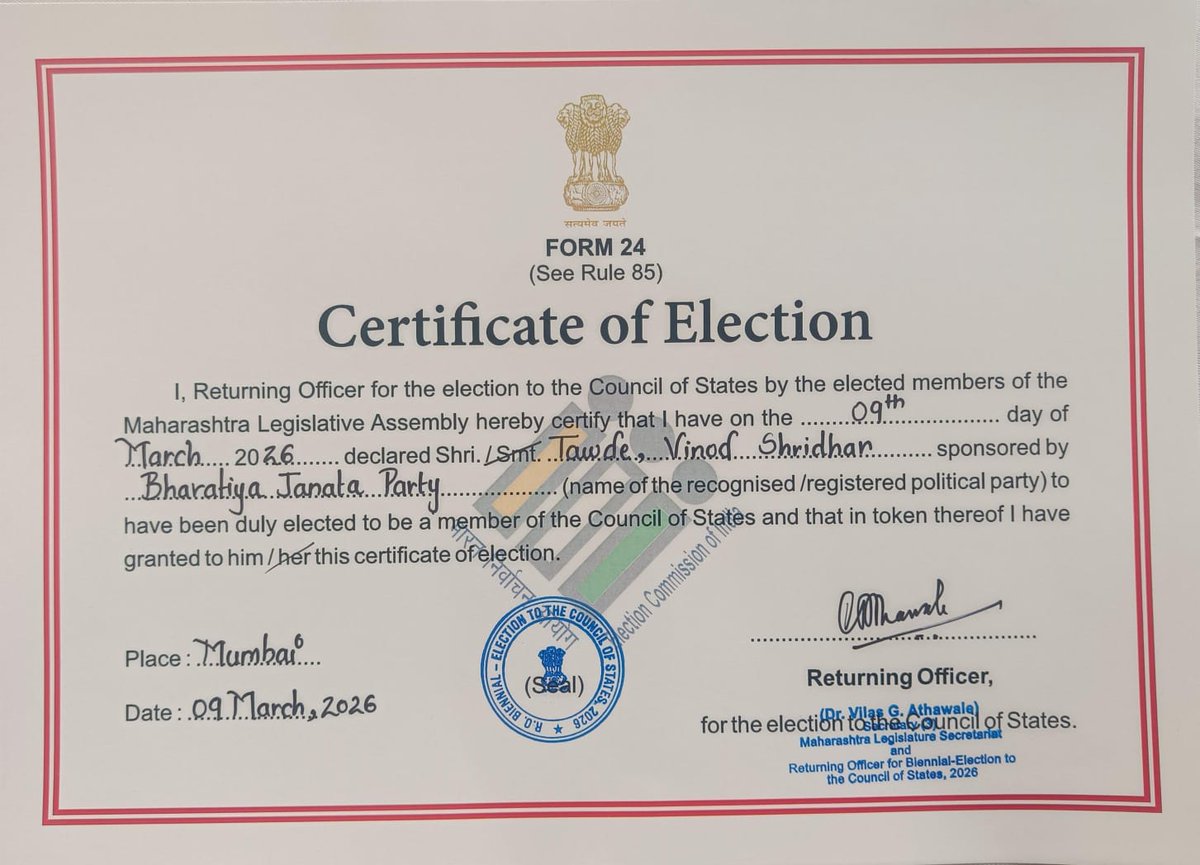 सत्यमेव जयते
FORM 24
(See Rule 85)
Certificate of Election
I, Returning Officer for the election to the Council of States by the elected members of the
Maharashtra Legislative Assembly hereby certify that I have on the ........09th................ day of
March..... 2026....... declared Shri./Smt. Tawde, Vinod Shridhar.......... sponsored by
...Bharatiya Janata Party.................. (name of the recognised /registered political party) to
have been duly elected to be a member of the Council of States and that in token thereof I have
granted to him / her this certificate of election.
भारत निर्वाचन आयोग
Election Commission of India
Place : Mumbai....
Date : 09 March, 2026
R.O. BIENNIAL – ELECTION TO THE COUNCIL OF STATES, 2026 ★
(Seal)
Returning Officer,
(Dr. Vilas G. Athawale)
for the election to the Council of States.
Maharashtra Legislature Secretariat
and
Returning Officer for Biennial-Election to
the Council of States, 2026